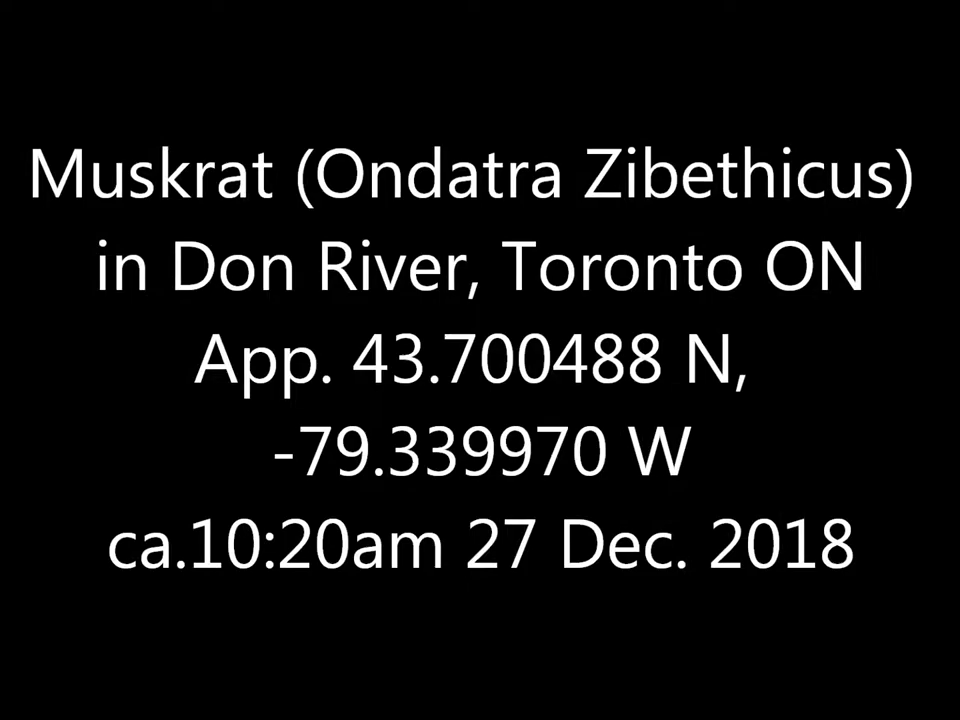 Muskrat (Ondatra Zibethicus)
in Don River, Toronto ON
App. 43.700488 N,
-79.339970 W
ca.10:20am 27 Dec. 2018